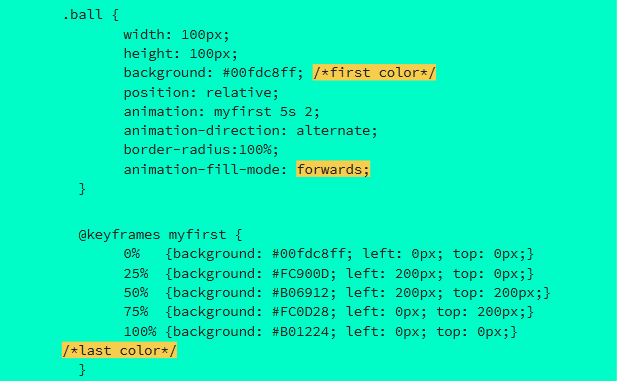 .ball {
width: 100px;
height: 100px;
background: #00fdc8ff; /*first color*/
position: relative;
animation: myfirst 5s 2;
animation-direction: alternate;
border-radius:100%;
animation-fill-mode: forwards;
}
@keyframes myfirst {
0% {background: #00fdc8ff; left: 0px; top: 0px;}
25% {background: #FC900D; left: 200px; top: 0px;}
50% {background: #B06912; left: 200px; top: 200px;}
75% {background: #FC0D28; left: 0px; top: 200px;}
100% {background: #B01224; left: 0px; top: 0px;}
/*last color*/
}